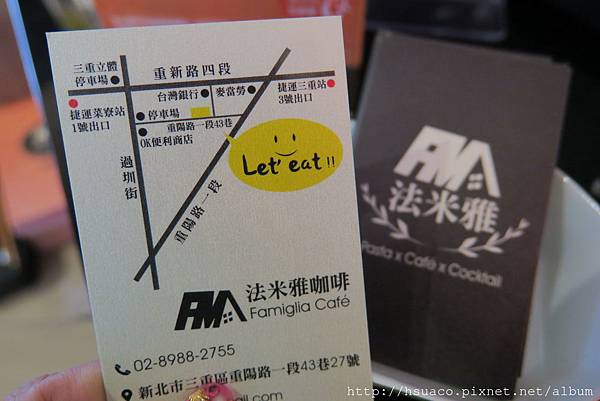 三重立體
停車場
重新路四段
捷運三重站
3號出口
台灣銀行
麥當勞
捷運菜寮站
1號出口
停車場
重陽路一段43巷
OK便利商店
過圳街
重陽路一段
Let' eat !!
FMA
法米雅咖啡
Famiglia Café
02-8988-2755
新北市三重區重陽路一段43巷27號
ail.com
FMA
法米雅
Pasta x Café x Cocktail
http://hsuaco.pixnet.net/album